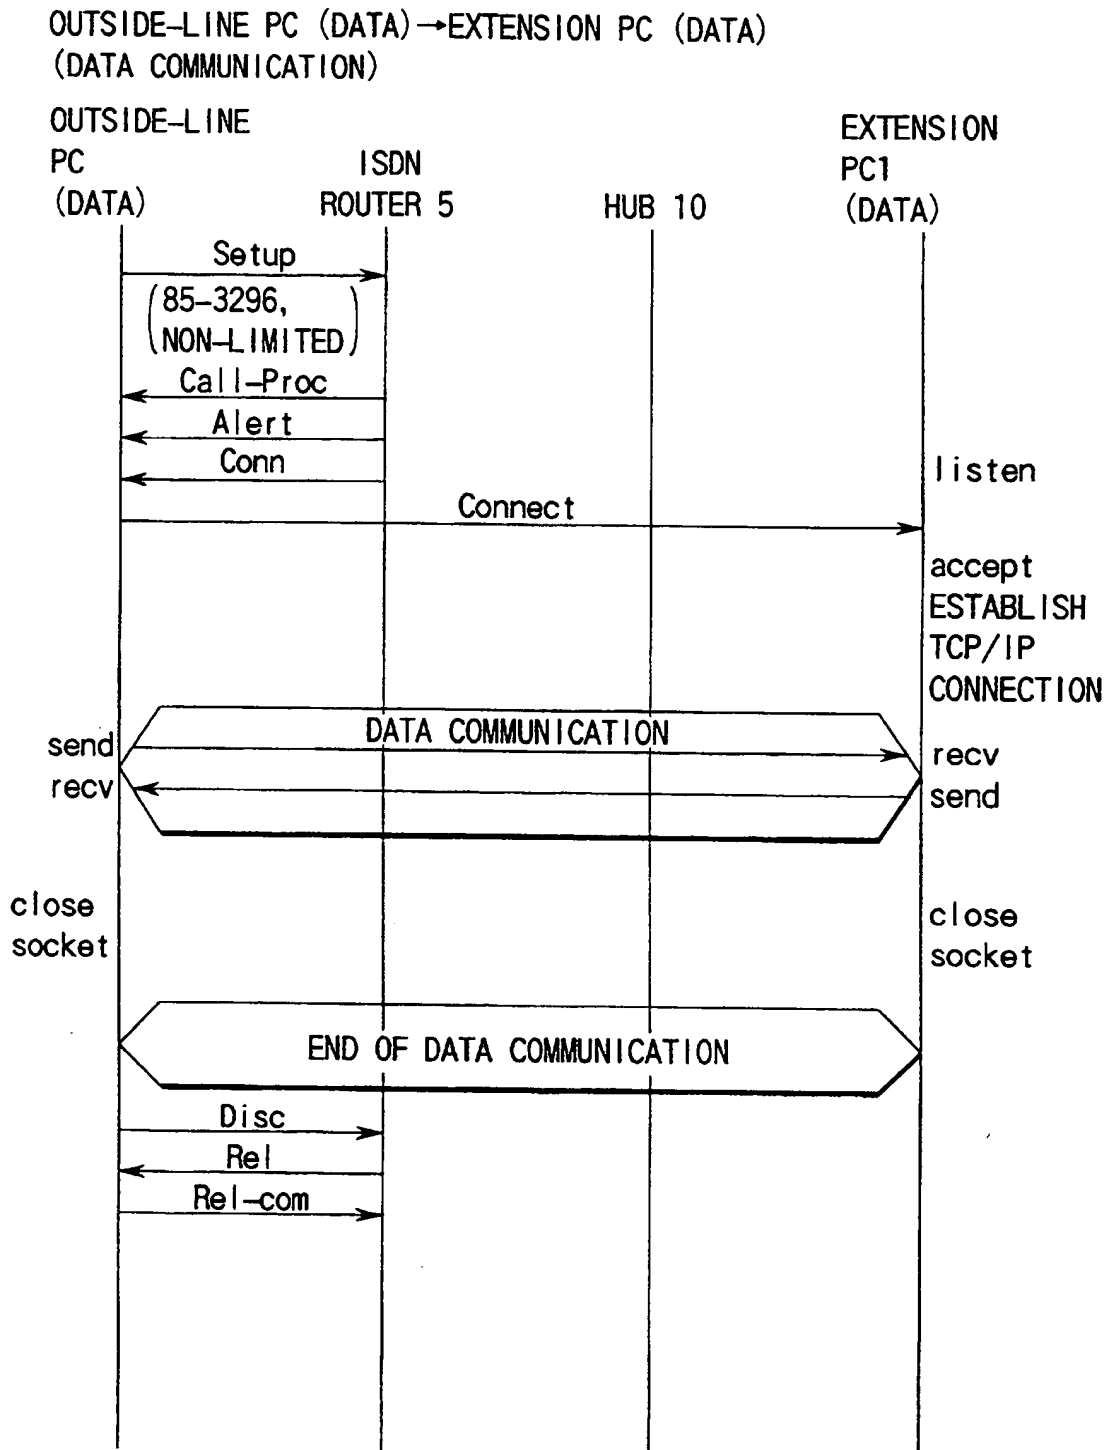 OUTSIDE-LINE PC (DATA)→EXTENSION PC (DATA)
(DATA COMMUNICATION)
OUTSIDE-LINE
PC
(DATA)
ISDN
ROUTER 5
HUB 10
EXTENSION
PC1
(DATA)
Setup
(85-3296,
NON-LIMITED)
Call-Proc
Alert
Conn
listen
Connect
accept
ESTABLISH
TCP/IP
CONNECTION
DATA COMMUNICATION
send
recv
recv
send
close
socket
close
socket
END OF DATA COMMUNICATION
Disc
Rel
Rel-com